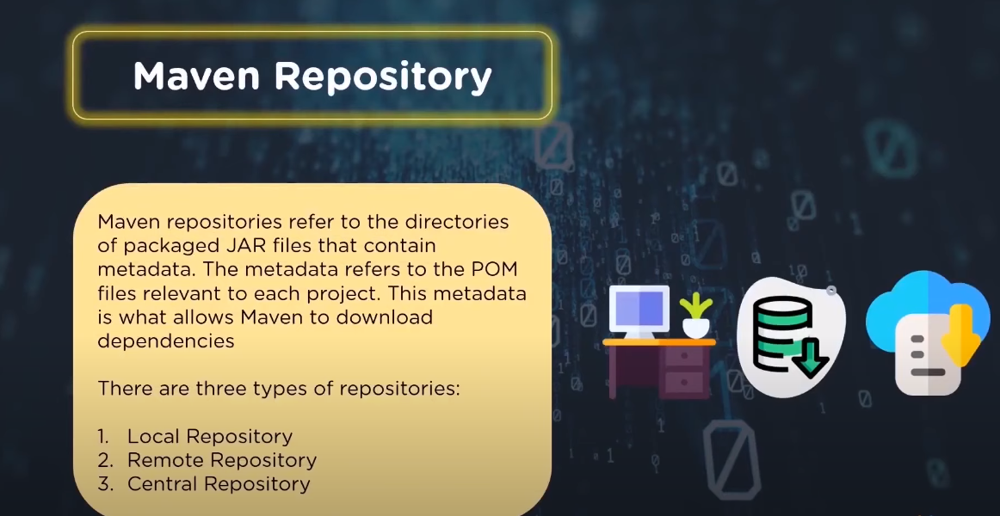 Maven Repository
Maven repositories refer to the directories
of packaged JAR files that contain
metadata. The metadata refers to the POM
files relevant to each project. This metadata
is what allows Maven to download
dependencies
There are three types of repositories:
1. Local Repository
2. Remote Repository
3. Central Repository